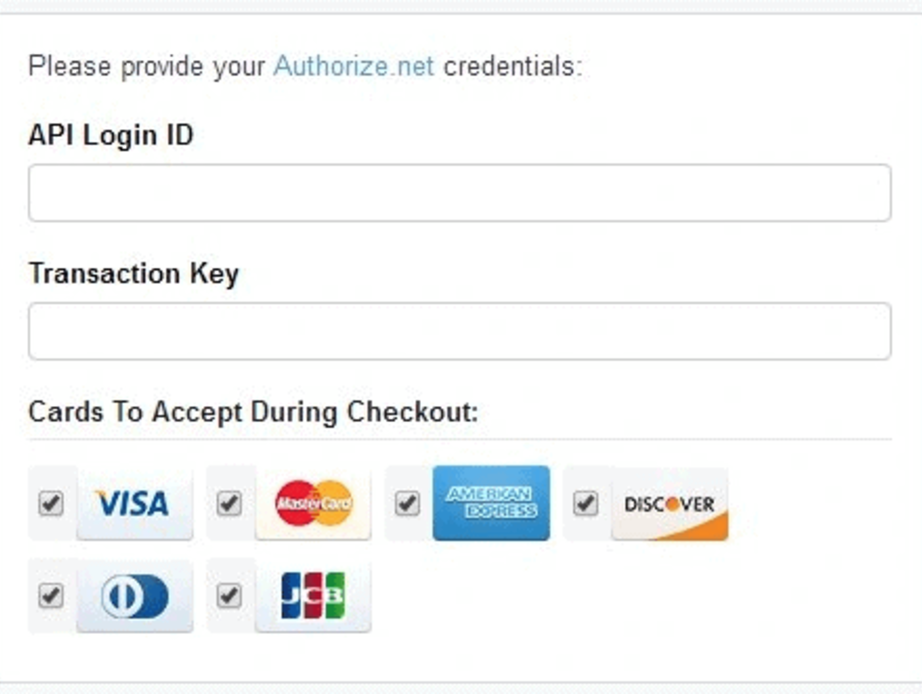 Please provide your Authorize.net credentials:
API Login ID
Transaction Key
Cards To Accept During Checkout:
VISA MasterCard AMERICAN EXPRESS DISCOVER
JCB